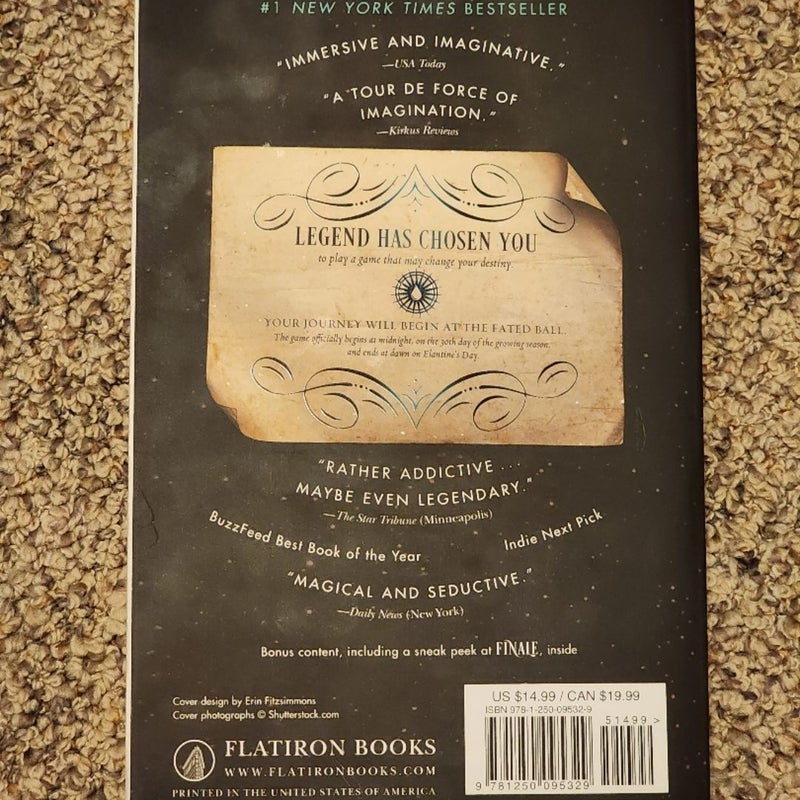 #1 NEW YORK TIMES BESTSELLER
"IMMERSIVE AND IMAGINATIVE."
—USA Today
"A TOUR DE FORCE OF
IMAGINATION."
—Kirkus Reviews
LEGEND HAS CHOSEN YOU
to play a game that may change your destiny.
YOUR JOURNEY WILL BEGIN AT THE FATED BALL.
The game officially begins at midnight, on the 30th day of the growing season,
and ends at dawn on Elantine's Day.
"RATHER ADDICTIVE ...
MAYBE EVEN LEGENDARY."
—The Star Tribune (Minneapolis)
BuzzFeed Best Book of the Year
Indie Next Pick
"MAGICAL AND SEDUCTIVE."
—Daily News (New York)
Bonus content, including a sneak peek at FINALE, inside
Cover design by Erin Fitzsimmons
Cover photographs © Shutterstock.com
FLATIRON BOOKS
WWW.FLATIRONBOOKS.COM
PRINTED IN THE UNITED STATES OF AMERICA
US $14.99 / CAN $19.99
ISBN 978-1-250-09532-9
51499 >
9 781250 095329